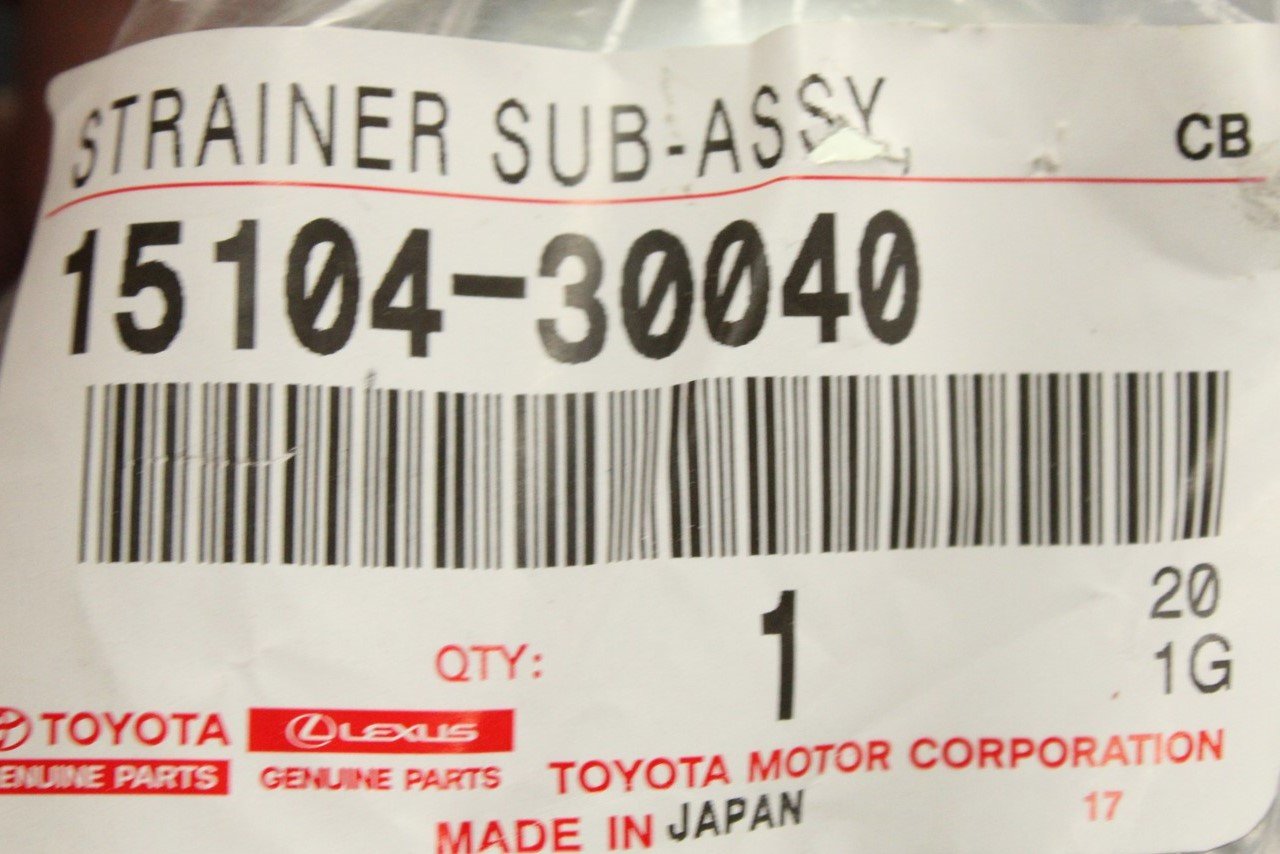 STRAINER SUB-ASSY, CB
15104-30040
20
QTY: 1 1G
TOYOTA LEXUS
GENUINE PARTS GENUINE PARTS TOYOTA MOTOR CORPORATION
MADE IN JAPAN 17